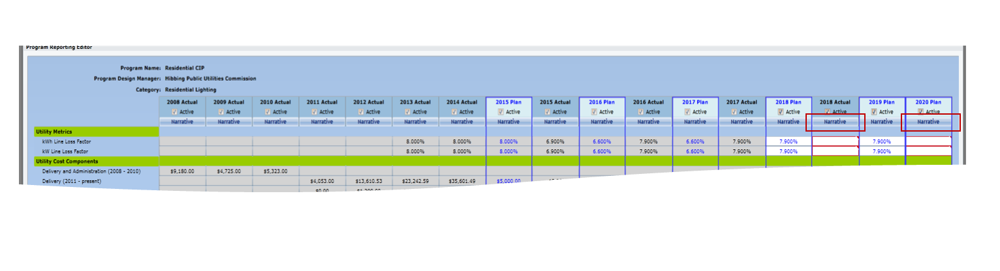 Program Reporting Editor
Program Name: Residential CIP
Program Design Manager: Hibbing Public Utilities Commission
Category: Residential Lighting
2008 Actual 2009 Actual 2010 Actual 2011 Actual 2012 Actual 2013 Actual 2014 Actual 2015 Plan 2015 Actual 2016 Plan 2016 Actual 2017 Plan 2017 Actual 2018 Plan 2018 Actual 2019 Plan 2020 Plan
Active Active Active Active Active Active Active Active Active Active Active Active Active Active Active Active Active
Narrative Narrative Narrative Narrative Narrative Narrative Narrative Narrative Narrative Narrative Narrative Narrative Narrative Narrative Narrative Narrative Narrative
Utility Metrics
kWh Line Loss Factor 8.000% 8.000% 8.000% 6.900% 6.600% 7.900% 6.600% 7.900% 7.900% 7.900%
kW Line Loss Factor 8.000% 8.000% 8.000% 6.900% 6.600% 7.900% 6.600% 7.900% 7.900% 7.900%
Utility Cost Components
Delivery and Administration (2008 - 2010) $9,180.00 $4,725.00 $5,323.00
Delivery (2011 - present) $4,053.00 $13,610.53 $23,242.59 $35,601.49 $5,000.00
$0.00